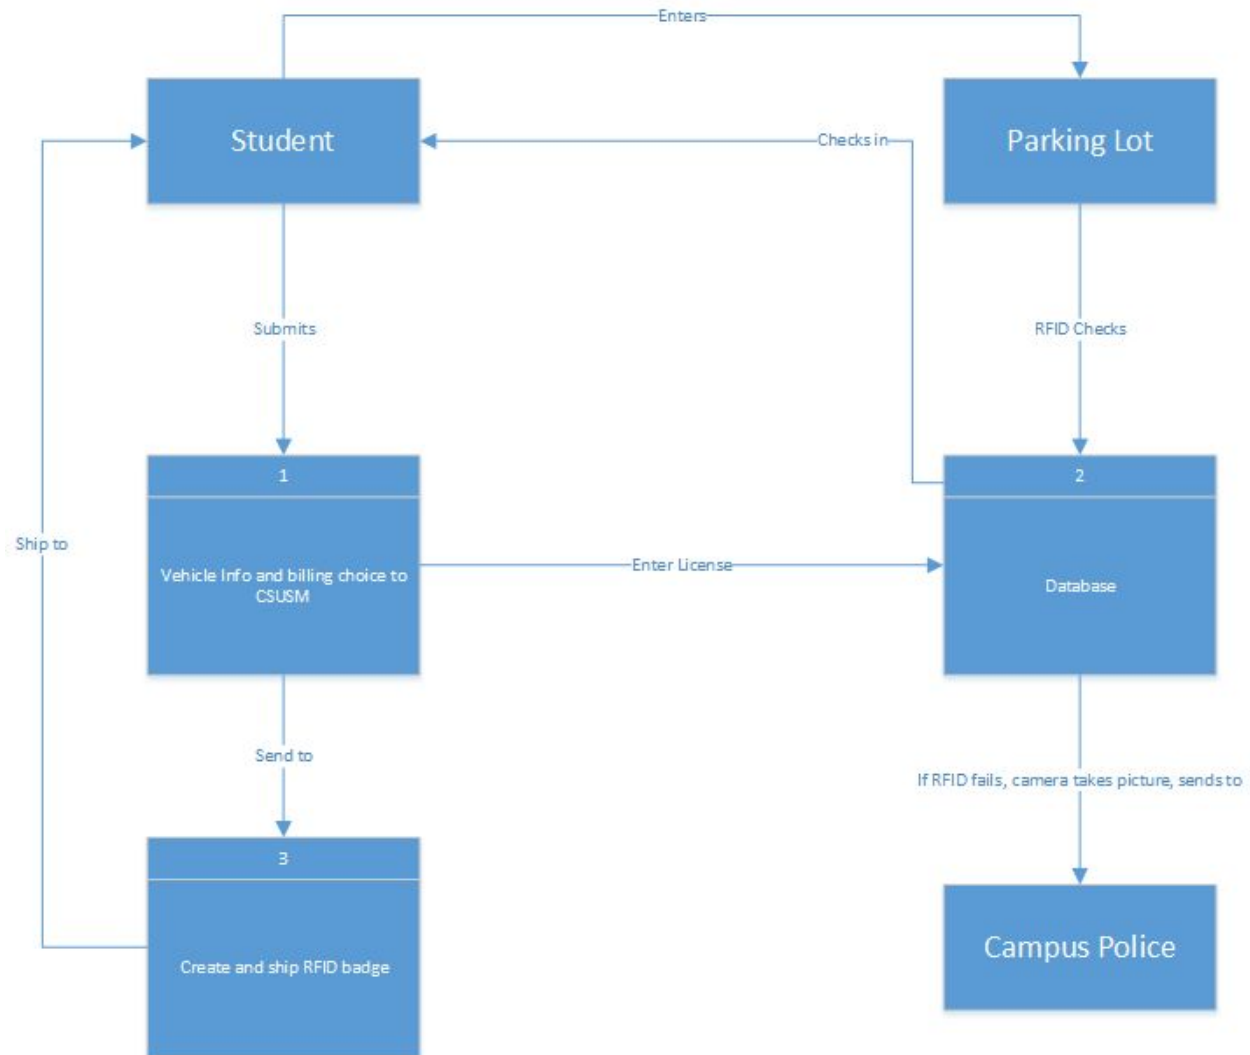 Enters
Student
Parking Lot
Checks in
Submits
RFID Checks
1
2
Ship to
Vehicle Info and billing choice to
CSUSM
Enter License
Database
Send to
If RFID fails, camera takes picture, sends to
3
Create and ship RFID badge
Campus Police